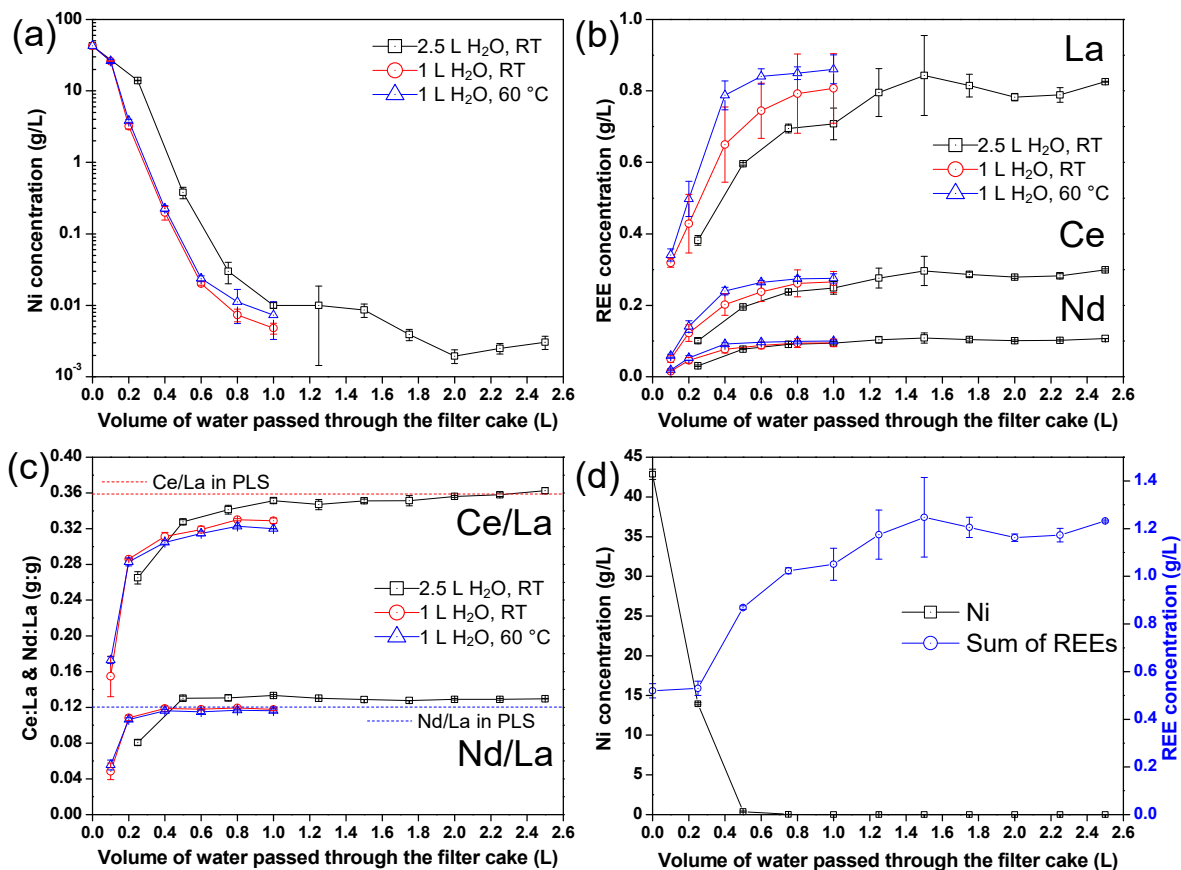 (a)
100
10
1
0.1
0.01
10⁻³
Ni concentration (g/L)
2.5 L H₂O, RT
1 L H₂O, RT
1 L H₂O, 60 °C
0.0 0.2 0.4 0.6 0.8 1.0 1.2 1.4 1.6 1.8 2.0 2.2 2.4 2.6
Volume of water passed through the filter cake (L)
(b)
1.0
0.8
0.6
0.4
0.2
0.0
REE concentration (g/L)
La
2.5 L H₂O, RT
1 L H₂O, RT
1 L H₂O, 60 °C
Ce
Nd
0.0 0.2 0.4 0.6 0.8 1.0 1.2 1.4 1.6 1.8 2.0 2.2 2.4 2.6
Volume of water passed through the filter cake (L)
(c)
0.40
0.36
0.32
0.28
0.24
0.20
0.16
0.12
0.08
0.04
0.00
Ce:La & Nd:La (g:g)
Ce/La in PLS
Ce/La
2.5 L H₂O, RT
1 L H₂O, RT
1 L H₂O, 60 °C
Nd/La in PLS
Nd/La
0.0 0.2 0.4 0.6 0.8 1.0 1.2 1.4 1.6 1.8 2.0 2.2 2.4 2.6
Volume of water passed through the filter cake (L)
(d)
45
40
35
30
25
20
15
10
5
0
Ni concentration (g/L)
Ni
Sum of REEs
1.4
1.2
1.0
0.8
0.6
0.4
0.2
0.0
REE concentration (g/L)
0.0 0.2 0.4 0.6 0.8 1.0 1.2 1.4 1.6 1.8 2.0 2.2 2.4 2.6
Volume of water passed through the filter cake (L)